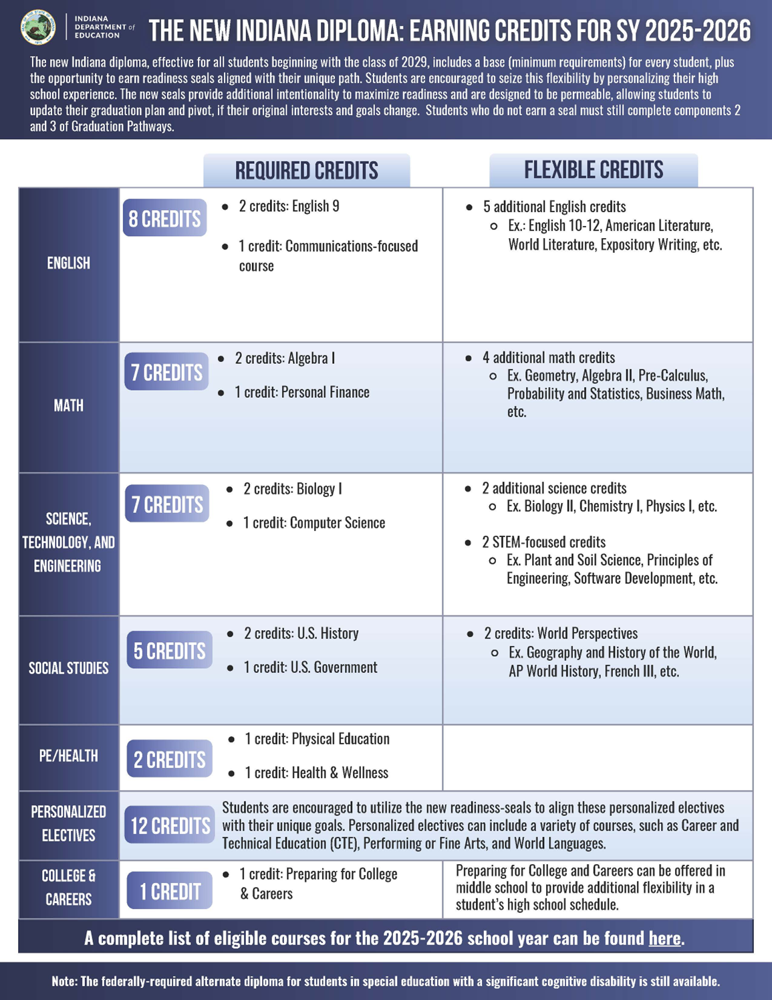 INDIANA
DEPARTMENT of
EDUCATION
THE NEW INDIANA DIPLOMA: EARNING CREDITS FOR SY 2025-2026
The new Indiana diploma, effective for all students beginning with the class of 2029, includes a base (minimum requirements) for every student, plus
the opportunity to earn readiness seals aligned with their unique path. Students are encouraged to seize this flexibility by personalizing their high
school experience. The new seals provide additional intentionality to maximize readiness and are designed to be permeable, allowing students to
update their graduation plan and pivot, if their original interests and goals change. Students who do not earn a seal must still complete components 2
and 3 of Graduation Pathways.
REQUIRED CREDITS
FLEXIBLE CREDITS
ENGLISH
8 CREDITS
• 2 credits: English 9
• 1 credit: Communications-focused
course
• 5 additional English credits
○ Ex.: English 10-12, American Literature,
World Literature, Expository Writing, etc.
MATH
7 CREDITS
• 2 credits: Algebra I
• 1 credit: Personal Finance
• 4 additional math credits
○ Ex. Geometry, Algebra II, Pre-Calculus,
Probability and Statistics, Business Math,
etc.
SCIENCE,
TECHNOLOGY, AND
ENGINEERING
7 CREDITS
• 2 credits: Biology I
• 1 credit: Computer Science
• 2 additional science credits
○ Ex. Biology II, Chemistry I, Physics I, etc.
• 2 STEM-focused credits
○ Ex. Plant and Soil Science, Principles of
Engineering, Software Development, etc.
SOCIAL STUDIES
5 CREDITS
• 2 credits: U.S. History
• 1 credit: U.S. Government
• 2 credits: World Perspectives
○ Ex. Geography and History of the World,
AP World History, French III, etc.
PE/HEALTH
2 CREDITS
• 1 credit: Physical Education
• 1 credit: Health & Wellness
PERSONALIZED
ELECTIVES
12 CREDITS
Students are encouraged to utilize the new readiness-seals to align these personalized electives
with their unique goals. Personalized electives can include a variety of courses, such as Career and
Technical Education (CTE), Performing or Fine Arts, and World Languages.
COLLEGE &
CAREERS
1 CREDIT
• 1 credit: Preparing for College
& Careers
Preparing for College and Careers can be offered in
middle school to provide additional flexibility in a
student's high school schedule.
A complete list of eligible courses for the 2025-2026 school year can be found here.
Note: The federally-required alternate diploma for students in special education with a significant cognitive disability is still available.